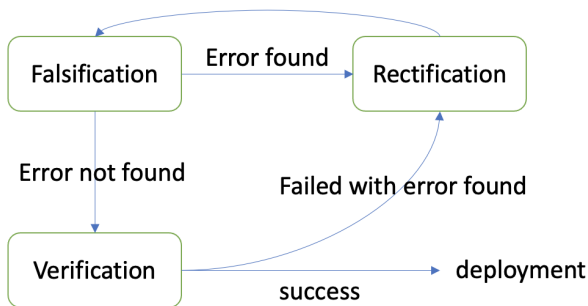 Error found
Falsification
Rectification
Error not found
Failed with error found
Verification
deployment
success